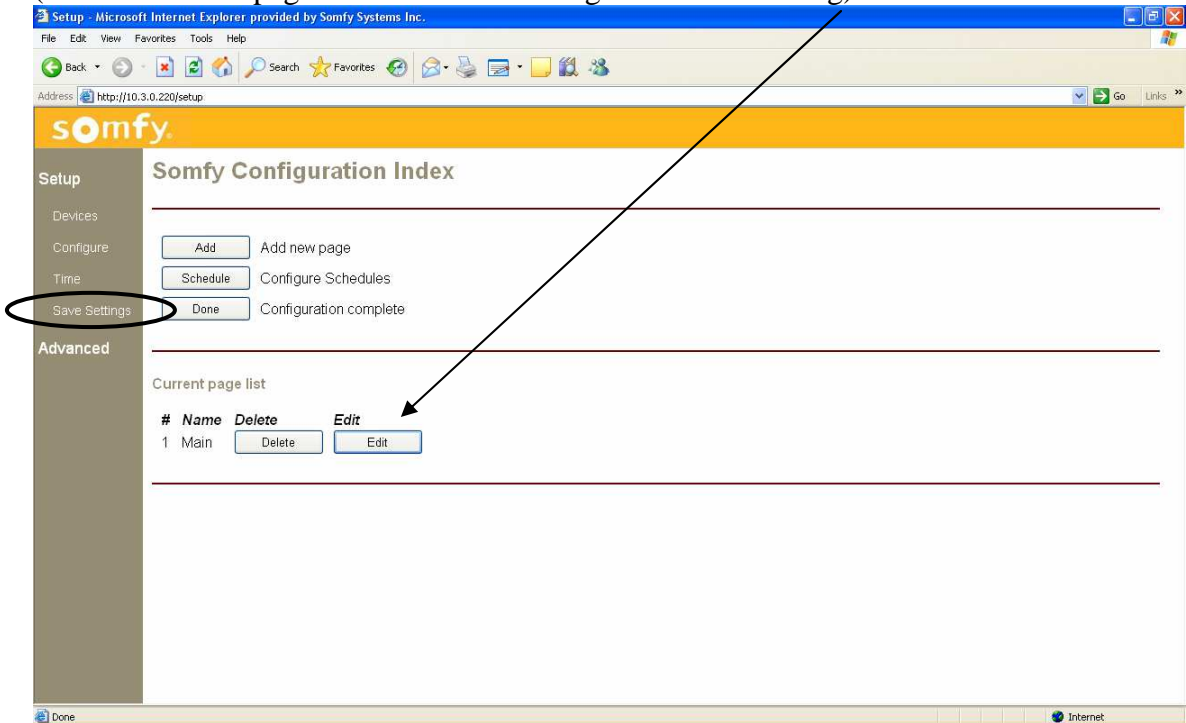 page
Setup - Microsoft Internet Explorer provided by Somfy Systems Inc.
File Edit View Favorites Tools Help
Back Search Favorites
Address http://10.3.0.220/setup Go Links »
somfy.
Setup
Devices
Configure
Time
Save Settings
Advanced
Somfy Configuration Index
Add Add new page
Schedule Configure Schedules
Done Configuration complete
Current page list
# Name Delete Edit
1 Main Delete Edit
Done Internet